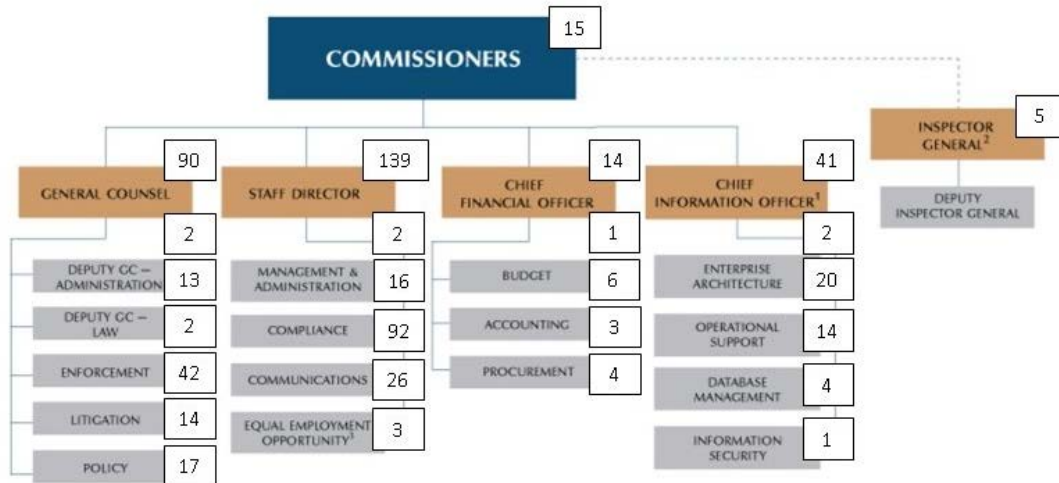 15
COMMISSIONERS
5
INSPECTOR
GENERAL²
DEPUTY
INSPECTOR GENERAL
90
GENERAL COUNSEL
2
DEPUTY GC —
ADMINISTRATION
13
DEPUTY GC —
LAW
2
ENFORCEMENT
42
LITIGATION
14
POLICY
17
139
STAFF DIRECTOR
2
MANAGEMENT &
ADMINISTRATION
16
COMPLIANCE
92
COMMUNICATIONS
26
EQUAL EMPLOYMENT
OPPORTUNITY³
3
14
CHIEF
FINANCIAL OFFICER
1
BUDGET
6
ACCOUNTING
3
PROCUREMENT
4
41
CHIEF
INFORMATION OFFICER¹
2
ENTERPRISE
ARCHITECTURE
20
OPERATIONAL
SUPPORT
14
DATABASE
MANAGEMENT
4
INFORMATION
SECURITY
1